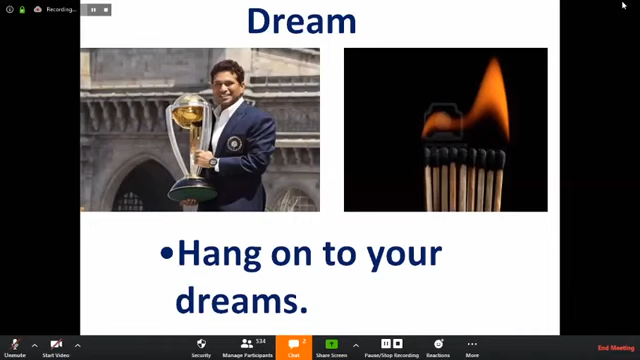 Recording...
Dream
•Hang on to your
dreams.
534
2
Unmute
Start Video
Security
Manage Participants
Chat
Share Screen
Pause/Stop Recording
Reactions
More
End Meeting